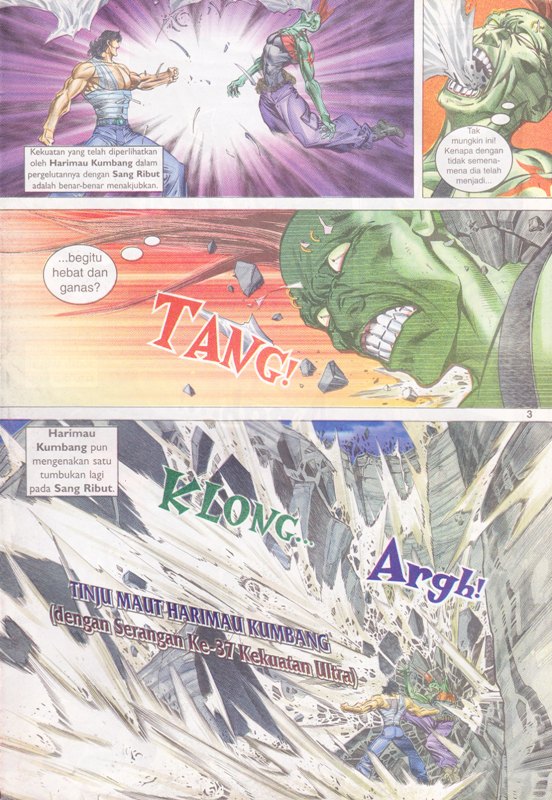 Kekuatan yang telah diperlihatkan
oleh Harimau Kumbang dalam
pergelutannya dengan Sang Ribut
adalah benar-benar menakjubkan.
Tak
mungkin ini!
Kenapa dengan
tidak semena-
mena dia telah
menjadi...
...begitu
hebat dan
ganas?
TANG!
3
Harimau
Kumbang pun
mengenakan satu
tumbukan lagi
pada Sang Ribut.
KLONG...
Argh!
TINJU MAUT HARIMAU KUMBANG
(dengan Serangan Ke-37 Kekuatan Ultra)